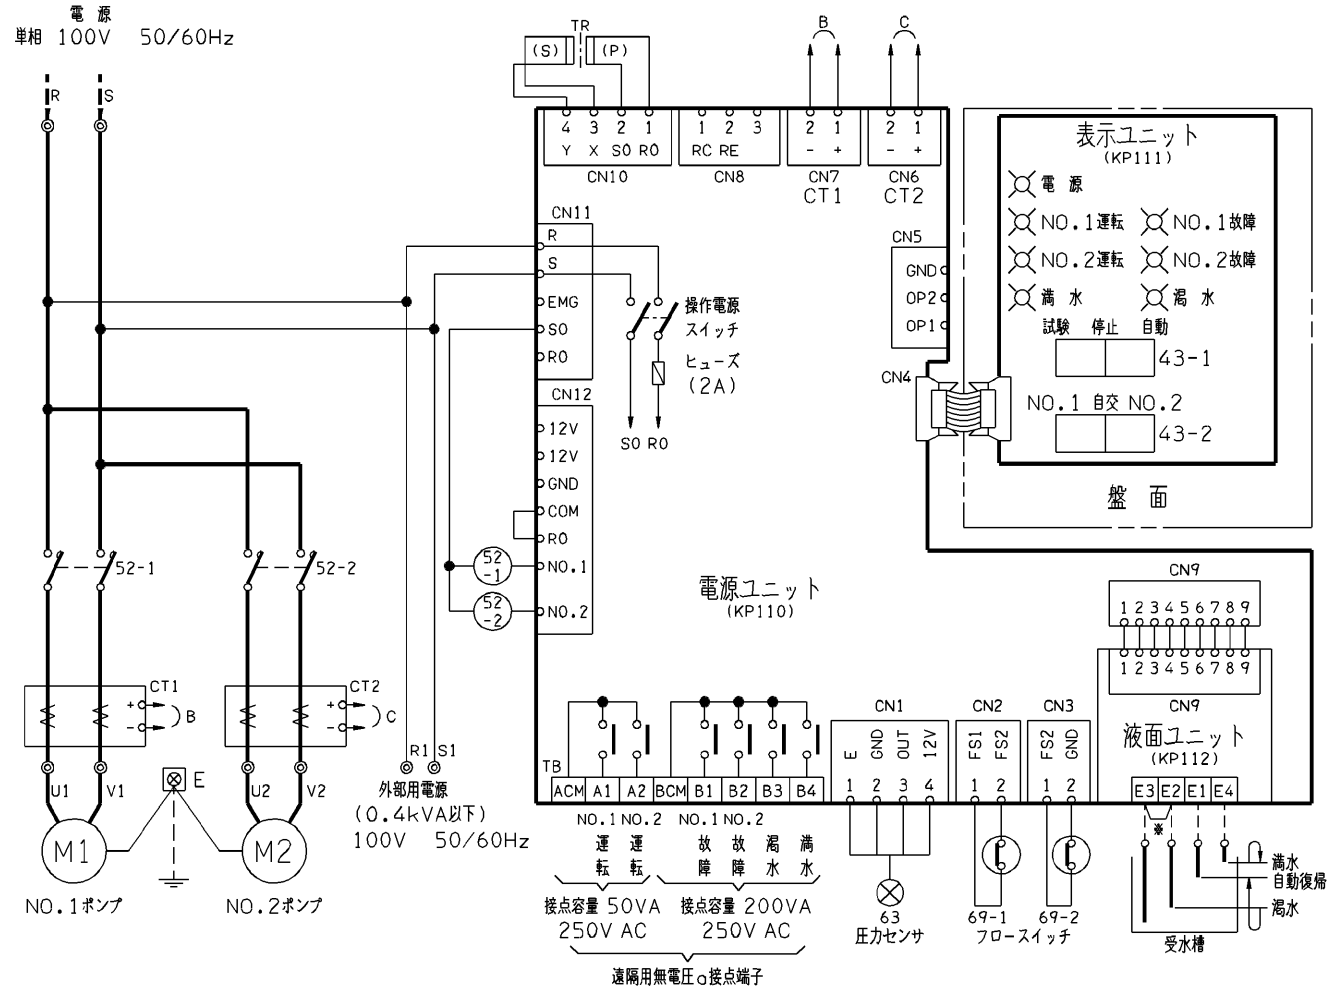 電 源
単相 100V 50/60Hz
R S
TR
(S) (P)
B C
4 3 2 1
Y X SO RO
CN10
1 2 3
RC RE
CN8
2 1
- +
CN7
CT1
2 1
- +
CN6
CT2
CN11
R
S
EMG
SO
RO
操作電源
スイッチ
ヒューズ
(2A)
SO RO
CN12
12V
12V
GND
COM
RO
NO.1
NO.2
52
-1
52
-2
CN5
GND
OP2
OP1
CN4
表示ユニット
(KP111)
電 源
NO.1運転 NO.1故障
NO.2運転 NO.2故障
満 水 渇 水
試験 停止 自動
43-1
NO.1 自交 NO.2
43-2
盤 面
電源ユニット
(KP110)
52-1 52-2
CT1
+
-
B
CT2
+
-
C
U1 V1 E U2 V2
M1 M2
NO.1ポンプ NO.2ポンプ
R1 S1
外部用電源
(0.4kVA以下)
100V 50/60Hz
TB
ACM A1 A2 BCM B1 B2 B3 B4
NO.1 NO.2 NO.1 NO.2
運転 運転 故障 故障 渇水 満水
接点容量 50VA
250V AC
接点容量 200VA
250V AC
遠隔用無電圧a接点端子
CN1
E GND OUT 12V
1 2 3 4
63
圧力センサ
CN2
FS1 FS2
1 2
CN3
FS2 GND
1 2
69-1 69-2
フロースイッチ
CN9
1 2 3 4 5 6 7 8 9
1 2 3 4 5 6 7 8 9
CN9
液面ユニット
(KP112)
E3 E2 E1 E4
※
満水
自動復帰
渇水
受水槽